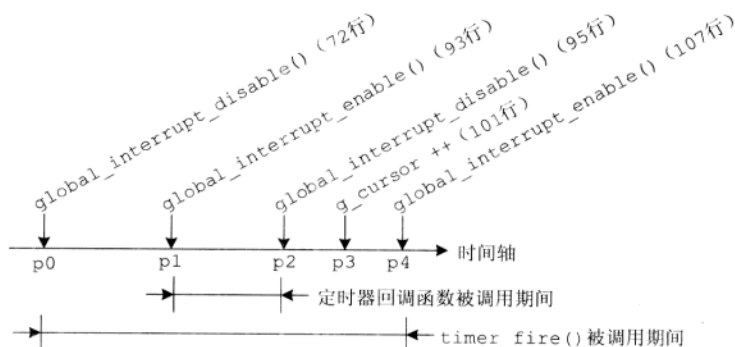 global_interrupt_disable() (72行)
global_interrupt_enable() (93行)
global_interrupt_disable() (95行)
g_cursor ++ (101行)
global_interrupt_enable() (107行)
时间轴
p0 p1 p2 p3 p4
定时器回调函数被调用期间
timer fire()被调用期间